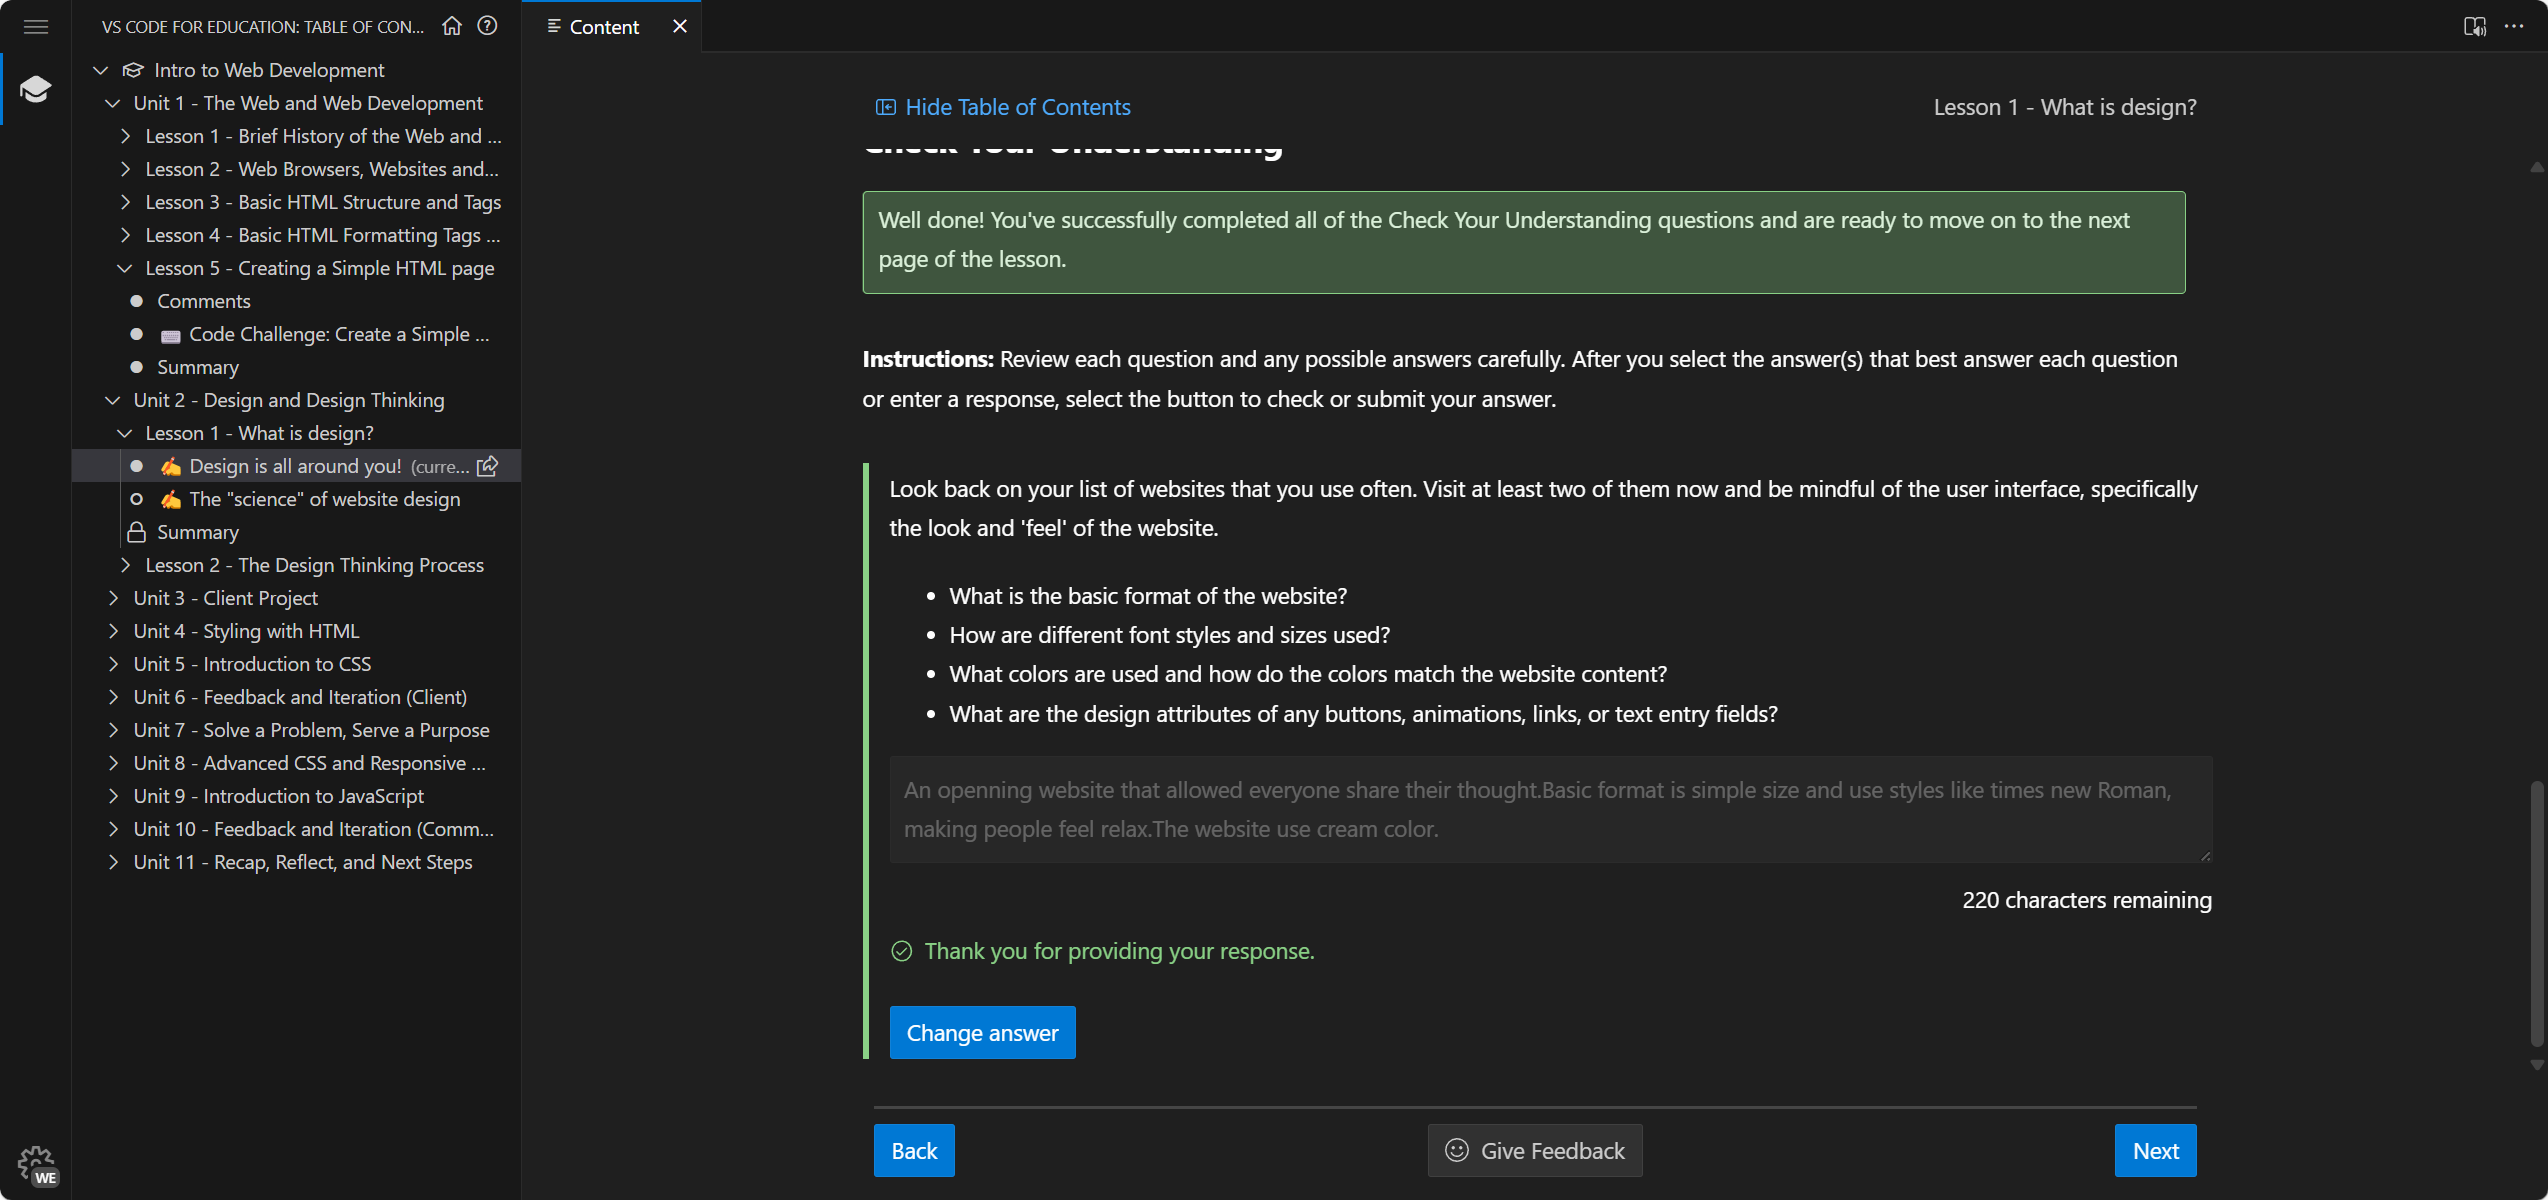 VS CODE FOR EDUCATION: TABLE OF CON...
Intro to Web Development
Unit 1 - The Web and Web Development
Lesson 1 - Brief History of the Web and ...
Lesson 2 - Web Browsers, Websites and...
Lesson 3 - Basic HTML Structure and Tags
Lesson 4 - Basic HTML Formatting Tags ...
Lesson 5 - Creating a Simple HTML page
Comments
Code Challenge: Create a Simple ...
Summary
Unit 2 - Design and Design Thinking
Lesson 1 - What is design?
Design is all around you! (curre...
The "science" of website design
Summary
Lesson 2 - The Design Thinking Process
Unit 3 - Client Project
Unit 4 - Styling with HTML
Unit 5 - Introduction to CSS
Unit 6 - Feedback and Iteration (Client)
Unit 7 - Solve a Problem, Serve a Purpose
Unit 8 - Advanced CSS and Responsive ...
Unit 9 - Introduction to JavaScript
Unit 10 - Feedback and Iteration (Comm...
Unit 11 - Recap, Reflect, and Next Steps
WE
Content
Hide Table of Contents
Lesson 1 - What is design?
Check Your Understanding
Well done! You've successfully completed all of the Check Your Understanding questions and are ready to move on to the next
page of the lesson.
Instructions: Review each question and any possible answers carefully. After you select the answer(s) that best answer each question
or enter a response, select the button to check or submit your answer.
Look back on your list of websites that you use often. Visit at least two of them now and be mindful of the user interface, specifically
the look and 'feel' of the website.
• What is the basic format of the website?
• How are different font styles and sizes used?
• What colors are used and how do the colors match the website content?
• What are the design attributes of any buttons, animations, links, or text entry fields?
An openning website that allowed everyone share their thought.Basic format is simple size and use styles like times new Roman,
making people feel relax.The website use cream color.
220 characters remaining
Thank you for providing your response.
Change answer
Back
Give Feedback
Next